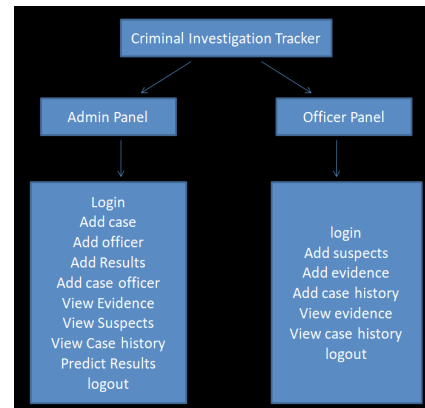 Criminal Investigation Tracker
Admin Panel
Officer Panel
Login
Add case
Add officer
Add Results
Add case officer
View Evidence
View Suspects
View Case history
Predict Results
logout
login
Add suspects
Add evidence
Add case history
View evidence
View case history
logout